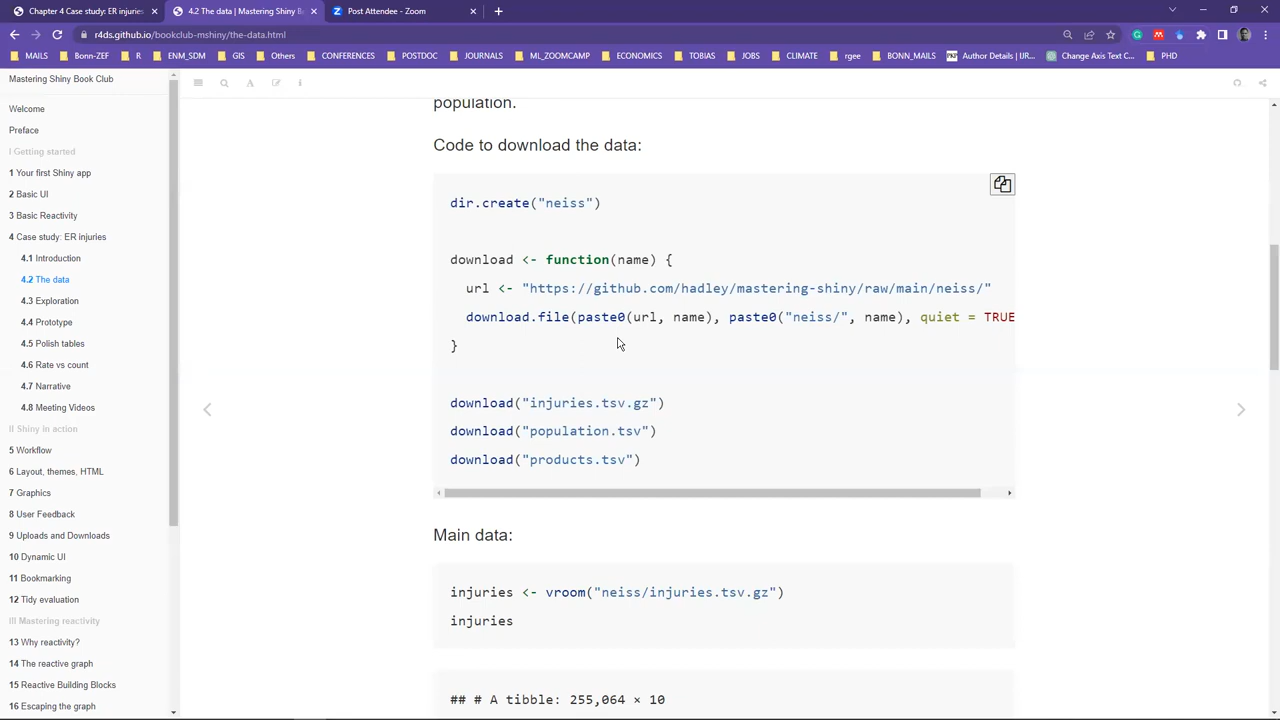 Chapter 4 Case study: ER injuries
4.2 The data | Mastering Shiny B
Post Attendee - Zoom
r4ds.github.io/bookclub-mshiny/the-data.html
MAILS
Bonn-ZEF
R
ENM_SDM
GIS
Others
CONFERENCES
POSTDOC
JOURNALS
ML_ZOOMCAMP
ECONOMICS
TOBIAS
JOBS
CLIMATE
rgee
BONN_MAILS
Author Details | IJR...
Change Axis Text C...
PHD
Mastering Shiny Book Club
Welcome
Preface
I Getting started
1 Your first Shiny app
2 Basic UI
3 Basic Reactivity
4 Case study: ER injuries
4.1 Introduction
4.2 The data
4.3 Exploration
4.4 Prototype
4.5 Polish tables
4.6 Rate vs count
4.7 Narrative
4.8 Meeting Videos
II Shiny in action
5 Workflow
6 Layout, themes, HTML
7 Graphics
8 User Feedback
9 Uploads and Downloads
10 Dynamic UI
11 Bookmarking
12 Tidy evaluation
III Mastering reactivity
13 Why reactivity?
14 The reactive graph
15 Reactive Building Blocks
16 Escaping the graph
population.
Code to download the data:
dir.create("neiss")
download <- function(name) {
url <- "https://github.com/hadley/mastering-shiny/raw/main/neiss/"
download.file(paste0(url, name), paste0("neiss/", name), quiet = TRUE
}
download("injuries.tsv.gz")
download("population.tsv")
download("products.tsv")
Main data:
injuries <- vroom("neiss/injuries.tsv.gz")
injuries
## # A tibble: 255,064 × 10